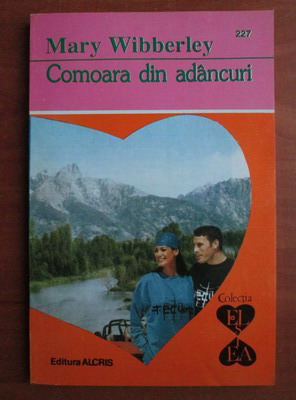 227
Mary Wibberley
Comoara din adâncuri
Colecția
EL
EA
Editura ALCRIS